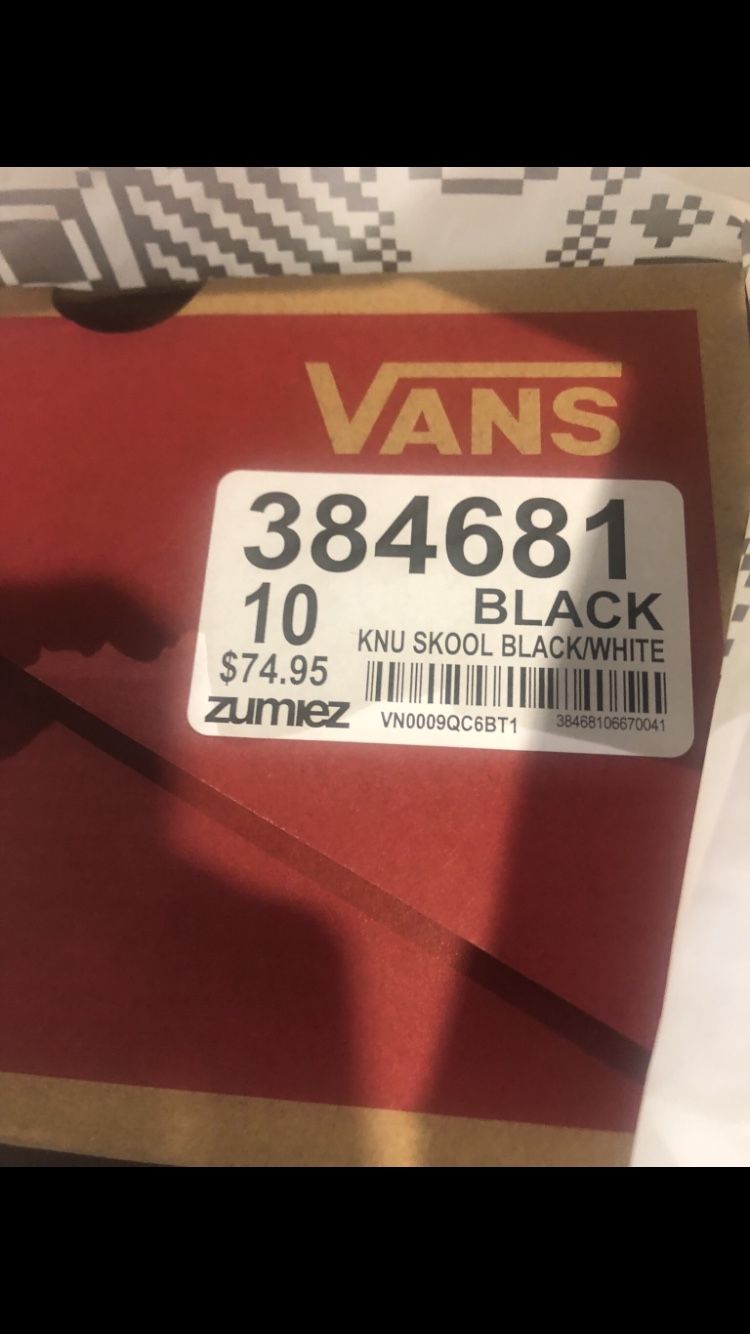 VANS
384681
10 BLACK
KNU SKOOL BLACK/WHITE
$74.95
zumiez VN0009QC6BT1 38468106670041